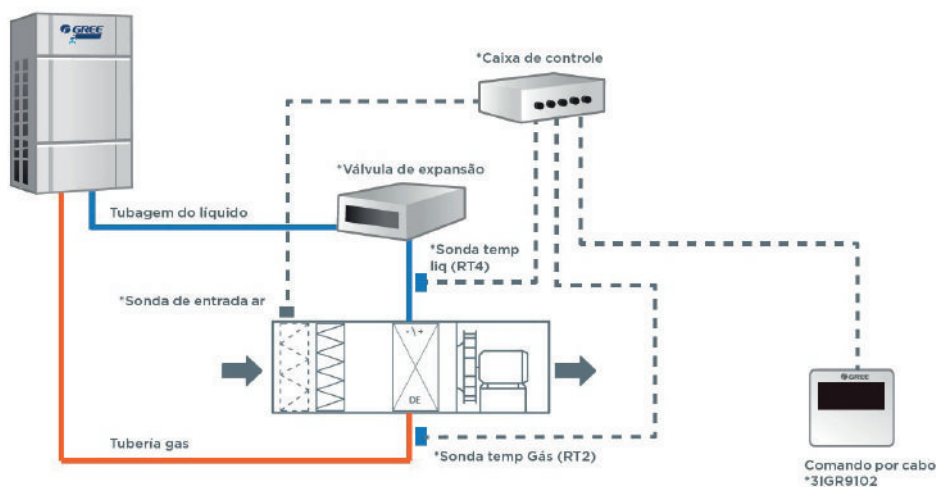 GREE
*Caixa de controle
*Válvula de expansão
Tubagem do líquido
*Sonda temp
liq (RT4)
*Sonda de entrada ar
- \ +
DE
GREE
Tubería gas
*Sonda temp Gás (RT2)
Comando por cabo
*3IGR9102